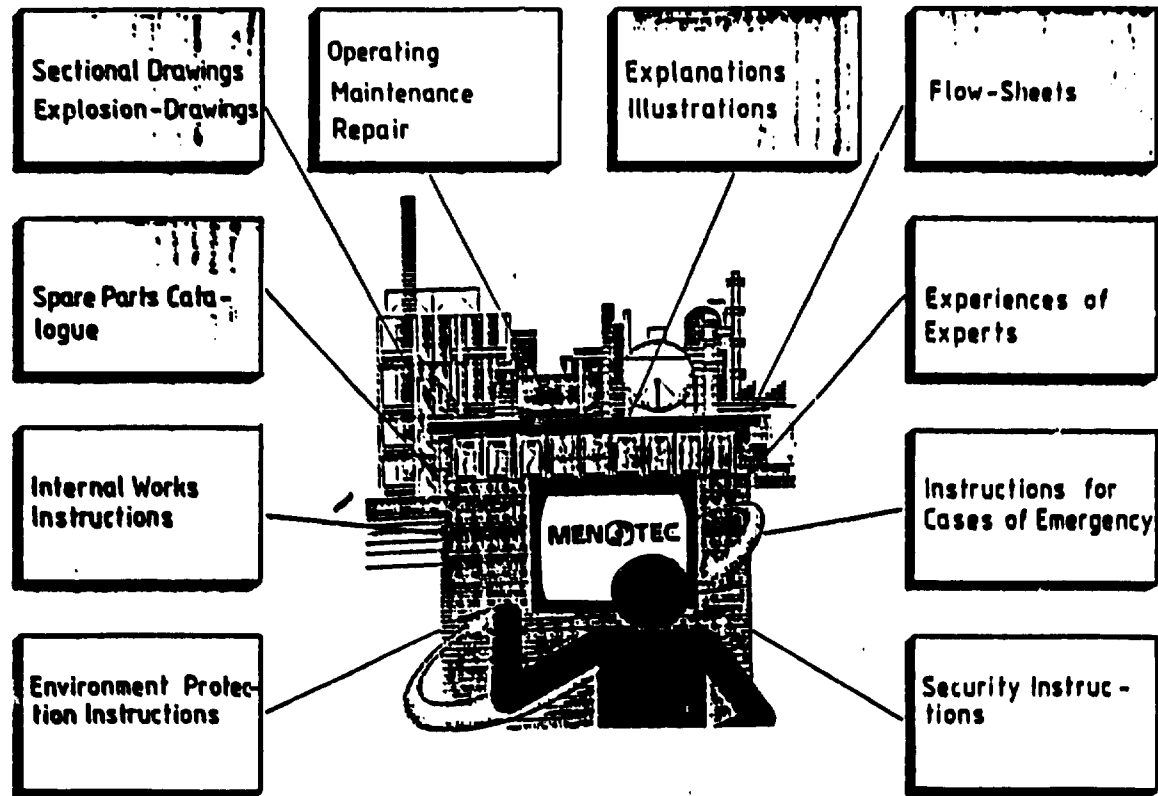 Sectional Drawings
Explosion-Drawings
Operating
Maintenance
Repair
Explanations
Illustrations
Flow-Sheets
Spare Parts Cata-
logue
Experiences of
Experts
Internal Works
Instructions
MENOTEC
Instructions for
Cases of Emergency
Environment Protec-
tion Instructions
Security Instruc-
tions